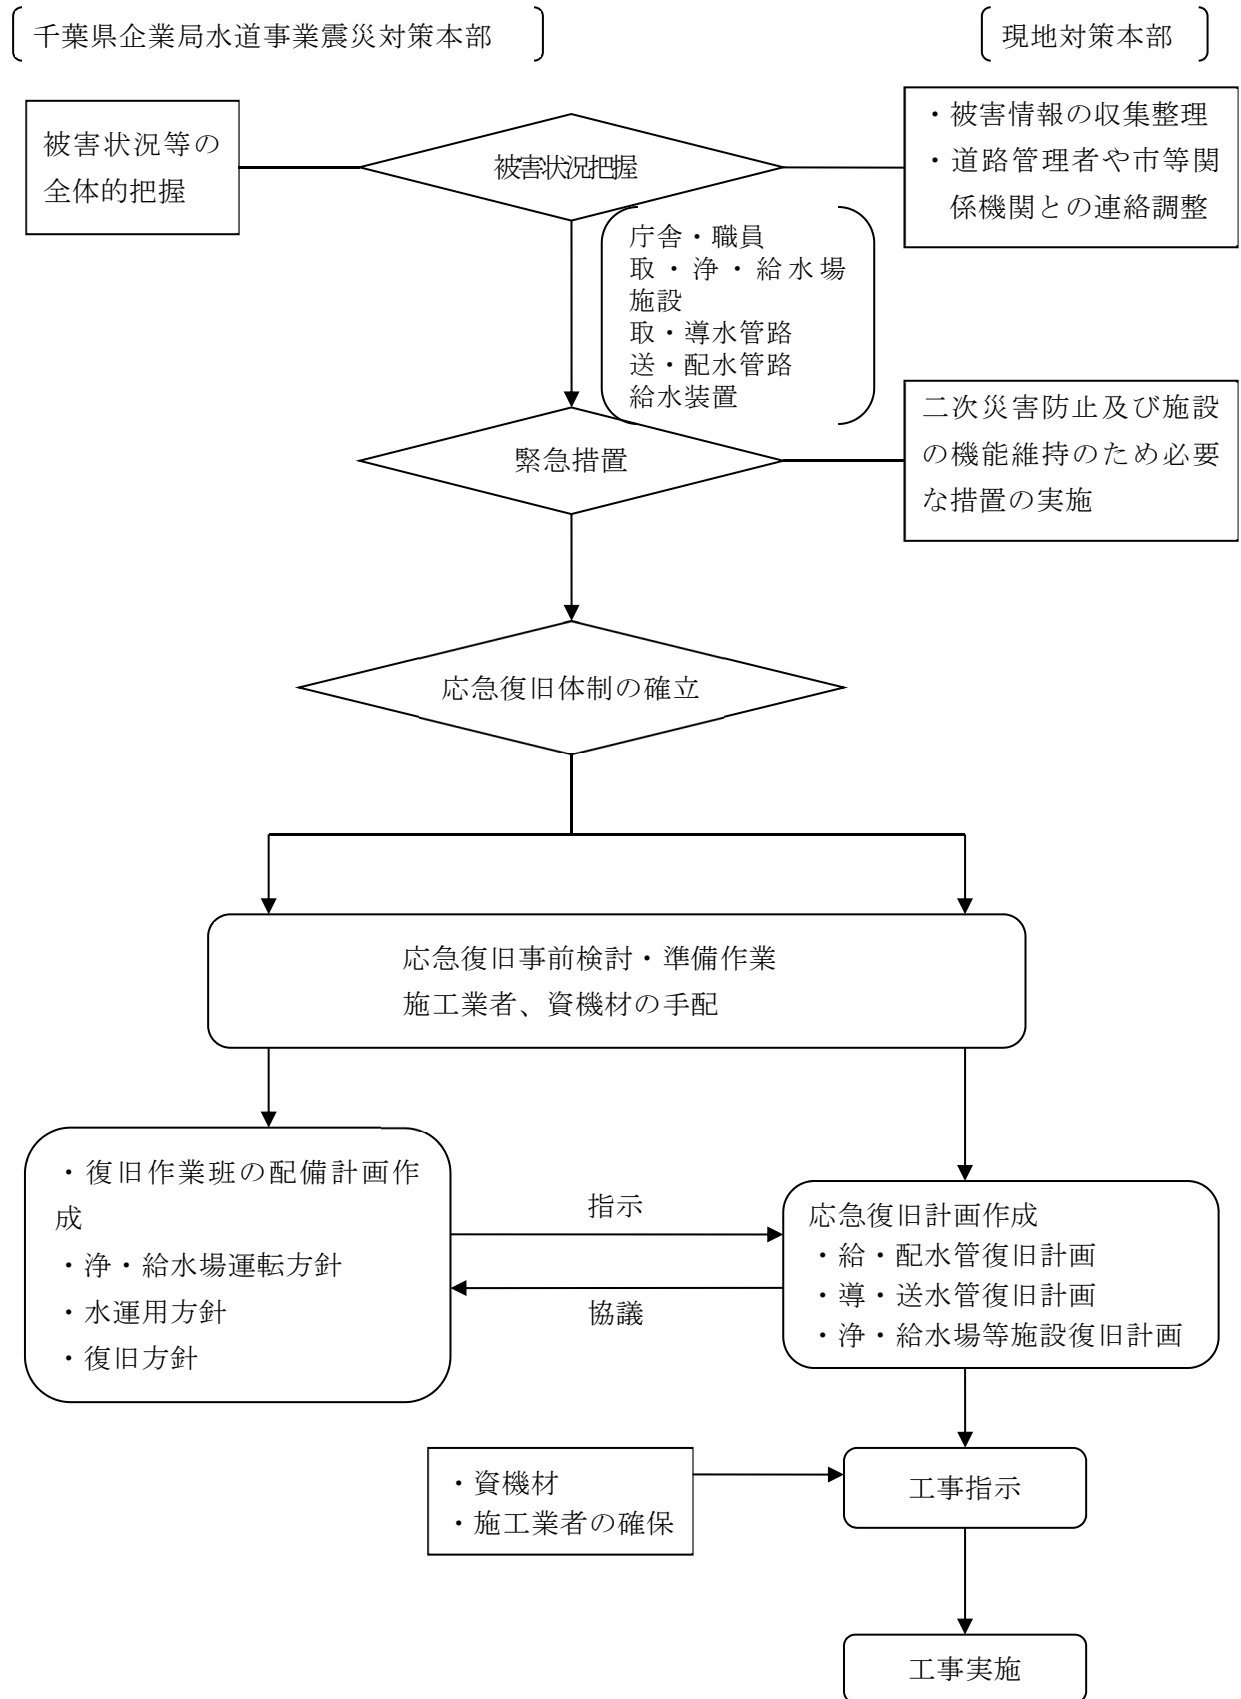 千葉県企業局水道事業震災対策本部
現地対策本部
被害状況等の
全体的把握
被害状況把握
・被害情報の収集整理
・道路管理者や市等関
係機関との連絡調整
庁舎・職員
取・浄・給水場
施設
取・導水管路
送・配水管路
給水装置
緊急措置
二次災害防止及び施設
の機能維持のため必要
な措置の実施
応急復旧体制の確立
応急復旧事前検討・準備作業
施工業者、資機材の手配
・復旧作業班の配備計画作
成
・浄・給水場運転方針
・水運用方針
・復旧方針
指示
協議
応急復旧計画作成
・給・配水管復旧計画
・導・送水管復旧計画
・浄・給水場等施設復旧計画
・資機材
・施工業者の確保
工事指示
工事実施